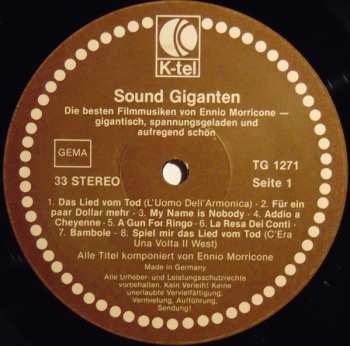 K
K-tel
Sound Giganten
Die besten Filmmusiken von Ennio Morricone —
gigantisch, spannungsgeladen und
aufregend schön
GEMA
TG 1271
33 STEREO
Seite 1
1. Das Lied vom Tod (L'Uomo Dell'Armonica) · 2. Für ein
paar Dollar mehr · 3. My Name is Nobody · 4. Addio a
Cheyenne · 5. A Gun For Ringo · 6. La Resa Dei Conti
7. Bambole · 8. Spiel mir das Lied vom Tod (C'Era
Una Volta Il West)
Alle Titel komponiert von Ennio Morricone
Made in Germany
Alle Urheber- und Leistungsschutzrechte
vorbehalten. Kein Verleih! Keine
unerlaubte Vervielfältigung,
Vermietung, Aufführung,
Sendung!